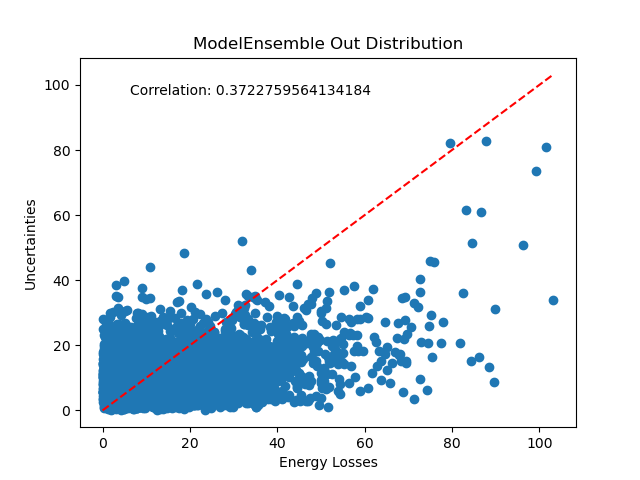 ModelEnsemble Out Distribution
Correlation: 0.3722759564134184
Uncertainties
100
80
60
40
20
0
0 20 40 60 80 100
Energy Losses